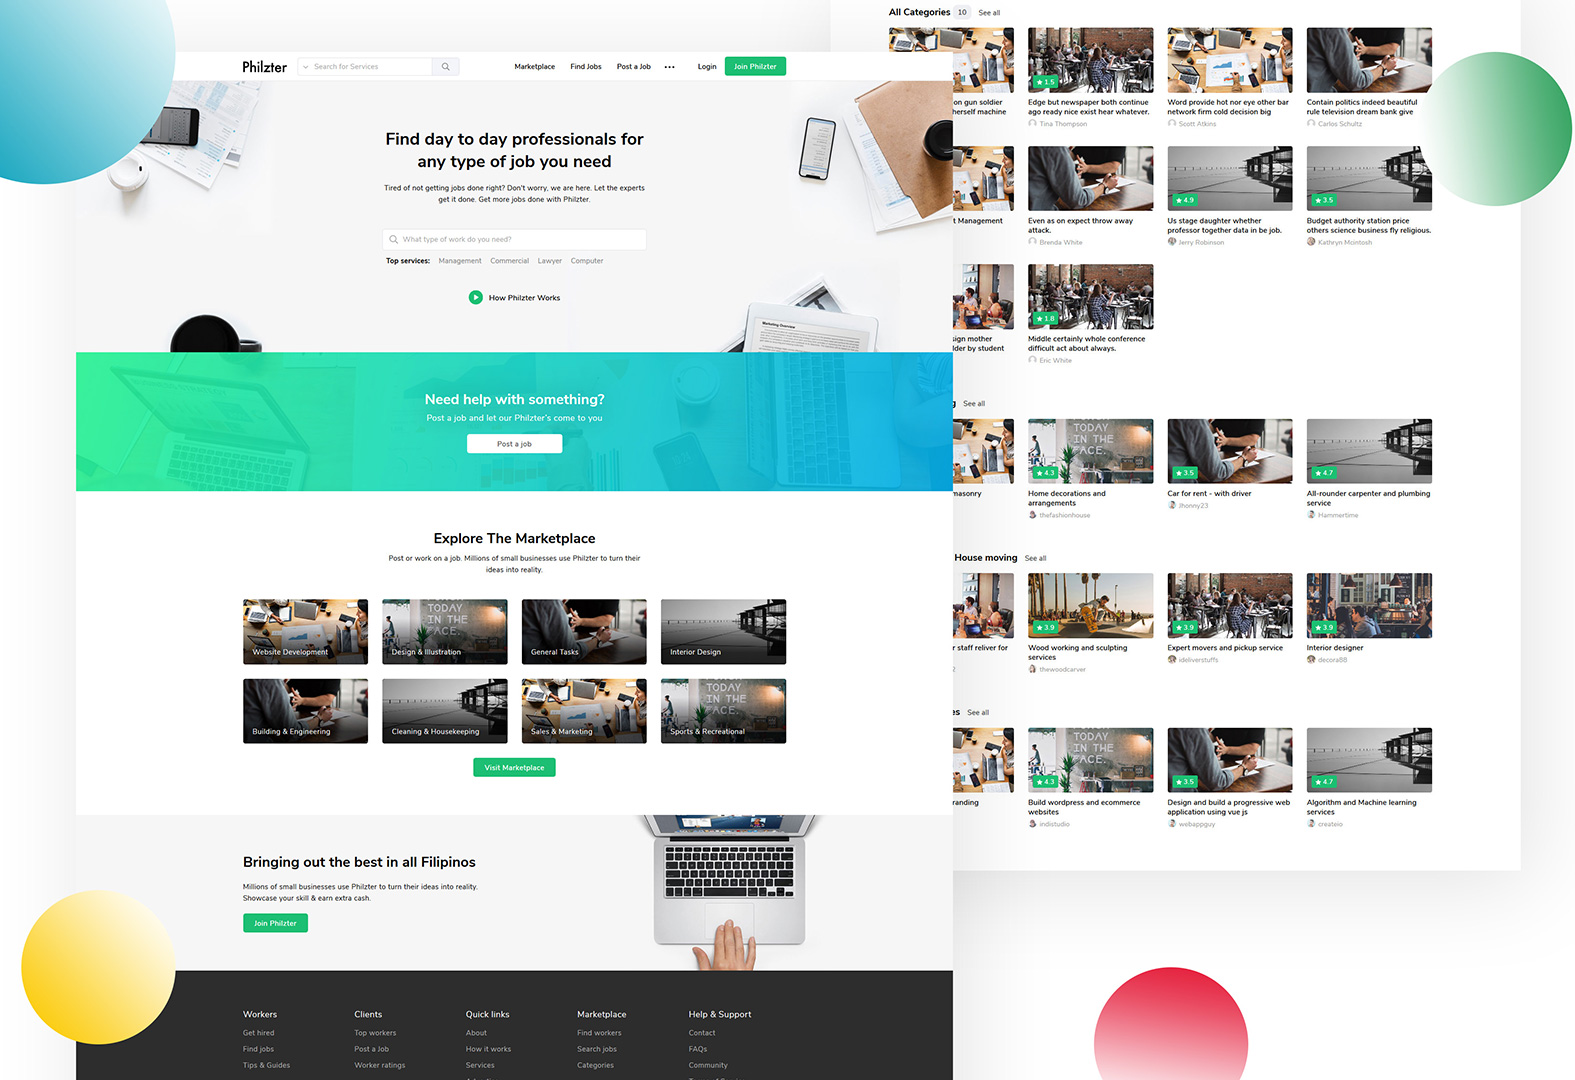 Philzter
Search for Services
Marketplace
Find Jobs
Post a Job
Login
Join Philzter
Find day to day professionals for
any type of job you need
Tired of not getting jobs done right? Don't worry, we are here. Let the experts
get it done. Get more jobs done with Philzter.
What type of work do you need?
Top services:
Management
Commercial
Lawyer
Computer
How Philzter Works
Marketing Overview
Need help with something?
Post a job and let our Philzter's come to you
Post a job
Explore The Marketplace
Post or work on a job. Millions of small businesses use Philzter to turn their
ideas into reality.
Website Development
TODAY
IN THE
FACE.
Design & Illustration
General Tasks
Interior Design
Building & Engineering
Cleaning & Housekeeping
Sales & Marketing
TODAY
IN THE
FACE.
Sports & Recreational
Visit Marketplace
Bringing out the best in all Filipinos
Millions of small businesses use Philzter to turn their ideas into reality.
Showcase your skill & earn extra cash.
Join Philzter
Workers
Get hired
Find jobs
Tips & Guides
Clients
Top workers
Post a Job
Worker ratings
Quick links
About
How it works
Services
Marketplace
Find workers
Search jobs
Categories
Help & Support
Contact
FAQs
Community
All Categories 10 See all
on gun soldier
herself machine
1.5
Edge but newspaper both continue
ago ready nice exist hear whatever.
Tina Thompson
Word provide hot nor eye other bar
network firm cold decision big
Scott Atkins
Contain politics indeed beautiful
rule television dream bank give
Carlos Schultz
t Management
Even as on expect throw away
attack.
Brenda White
4.9
Us stage daughter whether
professor together data in be job.
Jerry Robinson
3.5
Budget authority station price
others science business fly religious.
Kathryn Mcintosh
sign mother
lder by student
1.8
Middle certainly whole conference
difficult act about always.
Eric White
g See all
masonry
TODAY
IN THE
FACE.
4.3
Home decorations and
arrangements
thefashionhouse
3.5
Car for rent - with driver
Jhonny23
4.7
All-rounder carpenter and plumbing
service
Hammertime
House moving See all
r staff reliver for
2
3.9
Wood working and sculpting
services
thewoodcarver
3.9
Expert movers and pickup service
ideliverstuffs
3.9
Interior designer
decora88
es See all
randing
TODAY
IN THE
FACE.
4.3
Build wordpress and ecommerce
websites
indistudio
3.5
Design and build a progressive web
application using vue js
webappguy
4.7
Algorithm and Machine learning
services
createio